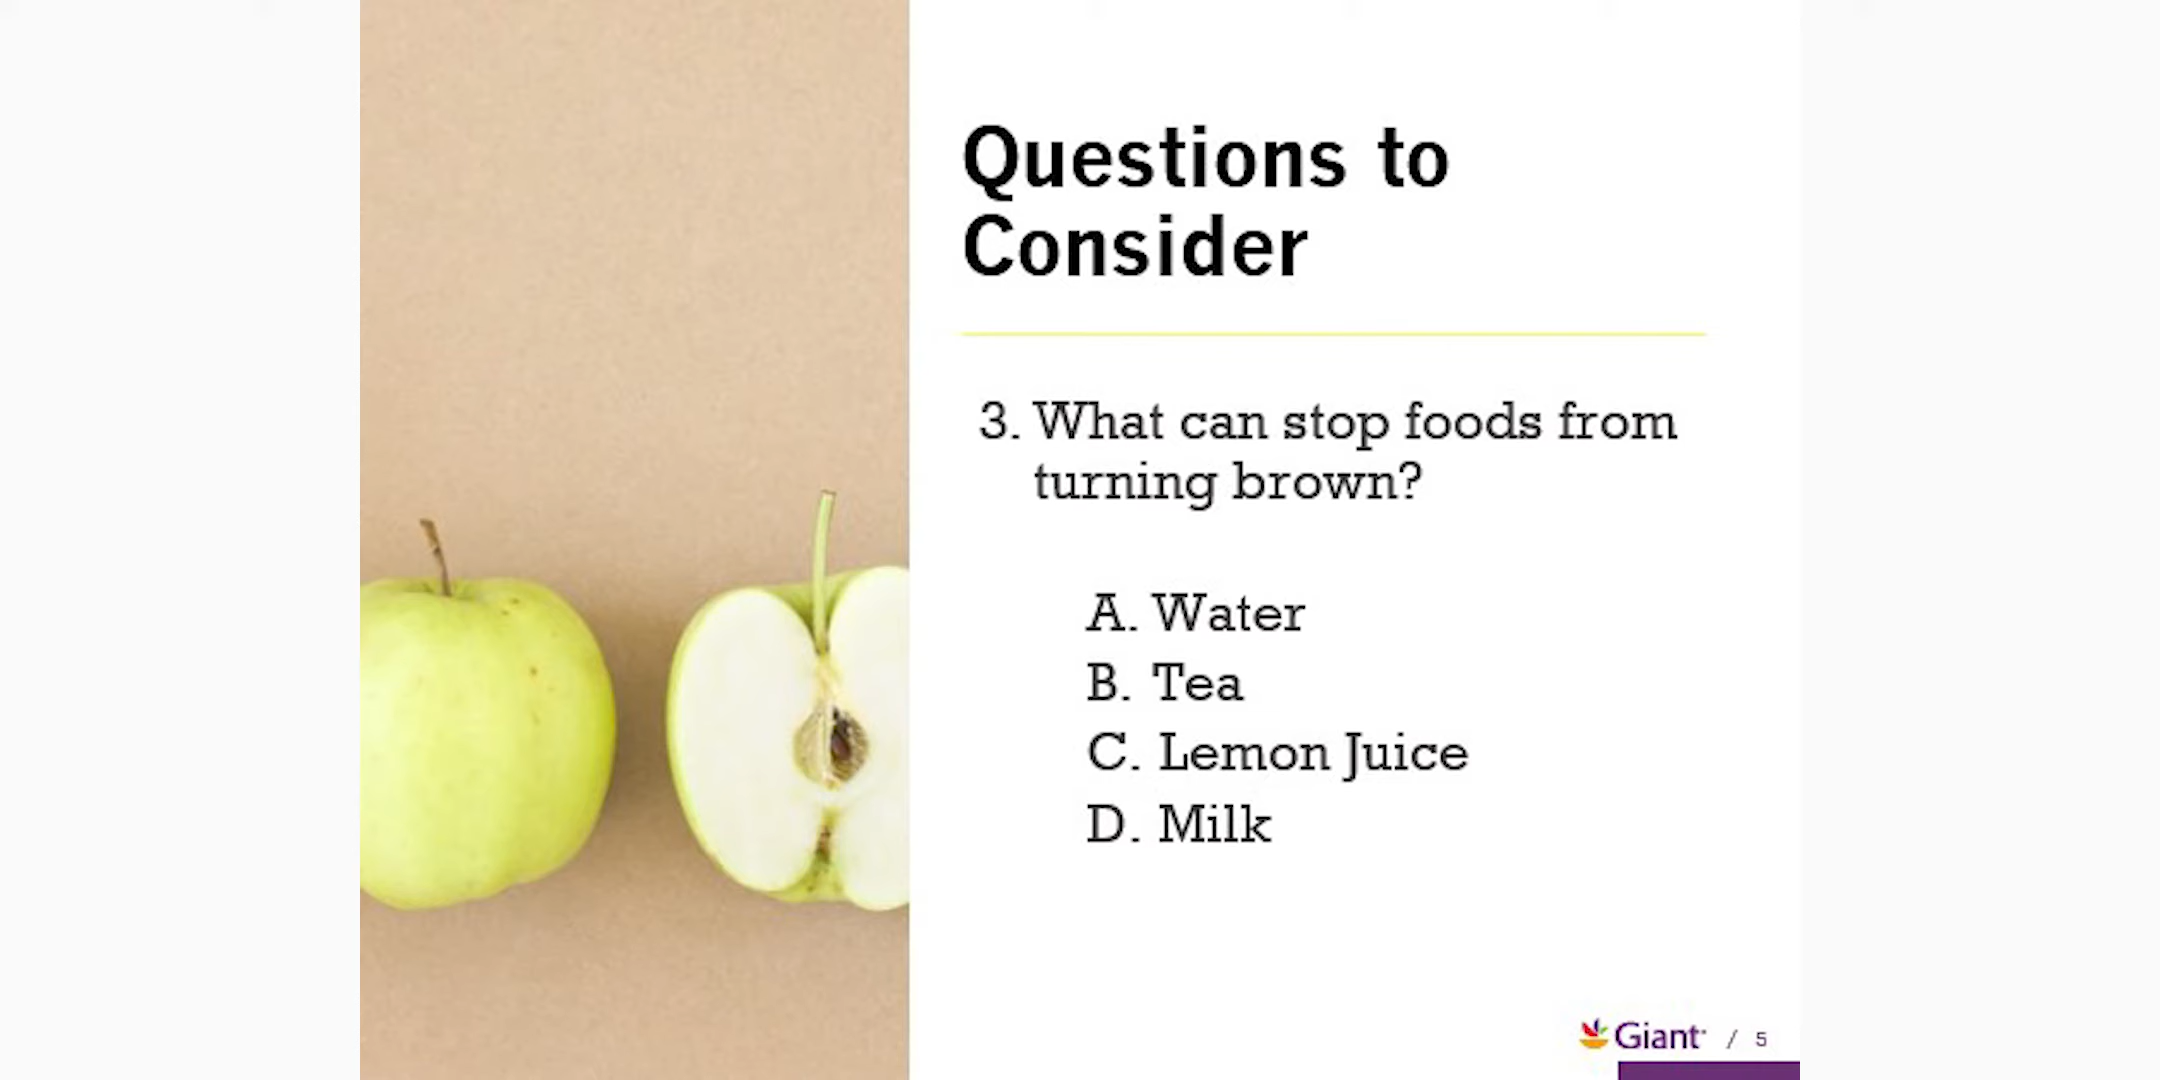 Questions to
Consider
3. What can stop foods from
turning brown?
A. Water
B. Tea
C. Lemon Juice
D. Milk
Giant / 5